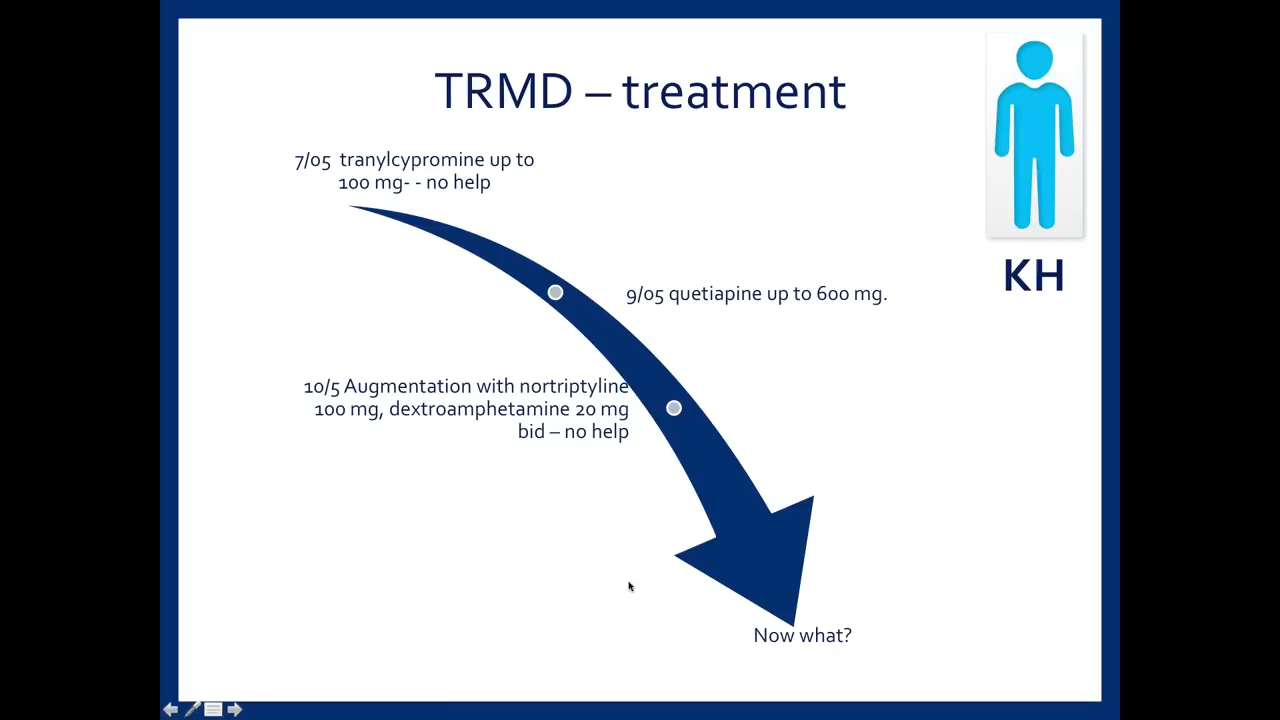 TRMD – treatment
7/05 tranylcypromine up to
100 mg- - no help
KH
9/05 quetiapine up to 600 mg.
10/5 Augmentation with nortriptyline
100 mg, dextroamphetamine 20 mg
bid – no help
Now what?